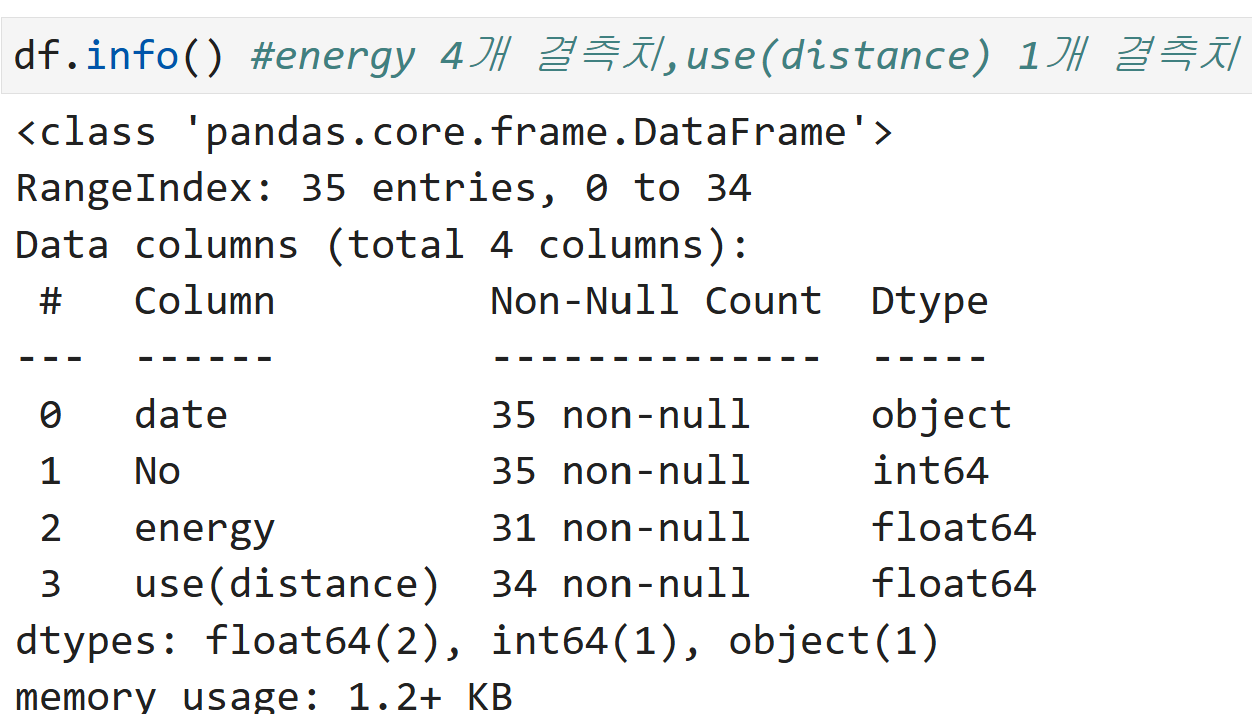 df.info() #energy 4개 결측치,use(distance) 1개 결측치
<class 'pandas.core.frame.DataFrame'>
RangeIndex: 35 entries, 0 to 34
Data columns (total 4 columns):
 #   Column         Non-Null Count  Dtype
---  ------         --------------  -----
 0   date           35 non-null     object
 1   No             35 non-null     int64
 2   energy         31 non-null     float64
 3   use(distance)  34 non-null     float64
dtypes: float64(2), int64(1), object(1)
memory usage: 1.2+ KB